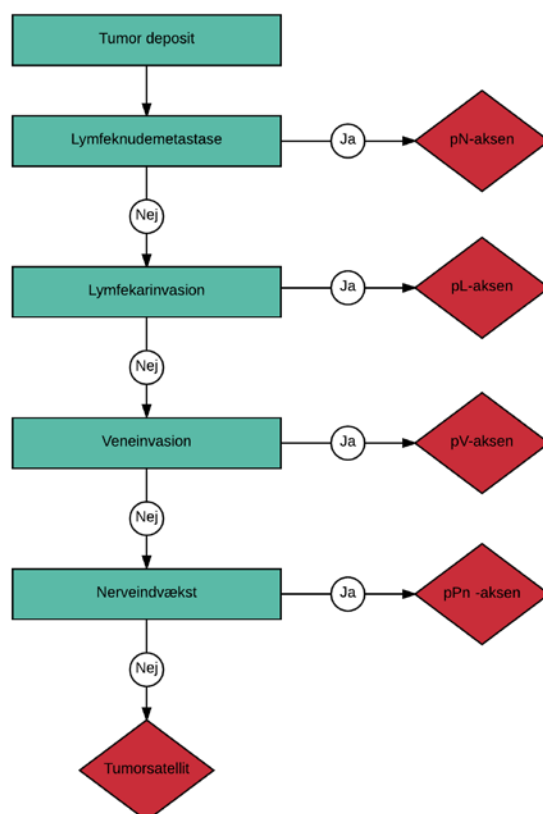 Tumor deposit
Lymfeknudemetastase
Ja
pN-aksen
Nej
Lymfekarinvasion
Ja
pL-aksen
Nej
Veneinvasion
Ja
pV-aksen
Nej
Nerveindvækst
Ja
pPn -aksen
Nej
Tumorsatellit